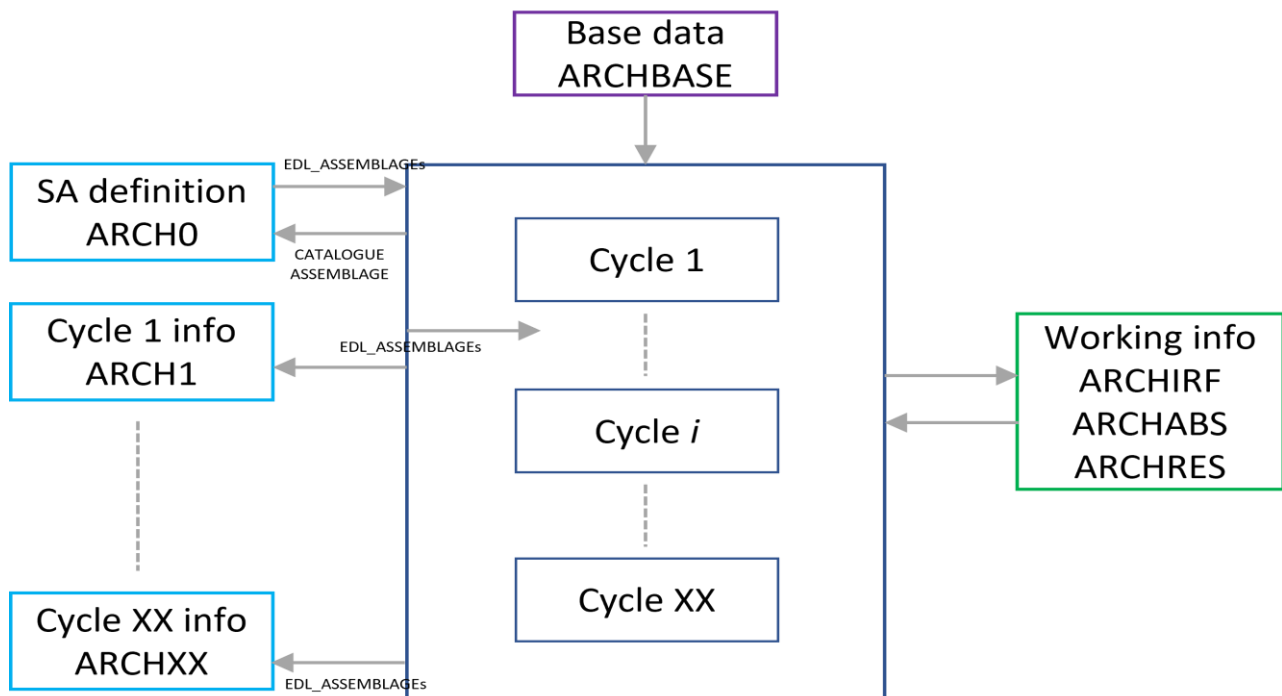 Base data
ARCHBASE
EDL_ASSEMBLAGEs
SA definition
ARCH0
CATALOGUE
ASSEMBLAGE
Cycle 1
Cycle 1 info
ARCH1
EDL_ASSEMBLAGEs
Working info
ARCHIRF
ARCHABS
ARCHRES
Cycle i
Cycle XX
Cycle XX info
ARCHXX
EDL_ASSEMBLAGEs